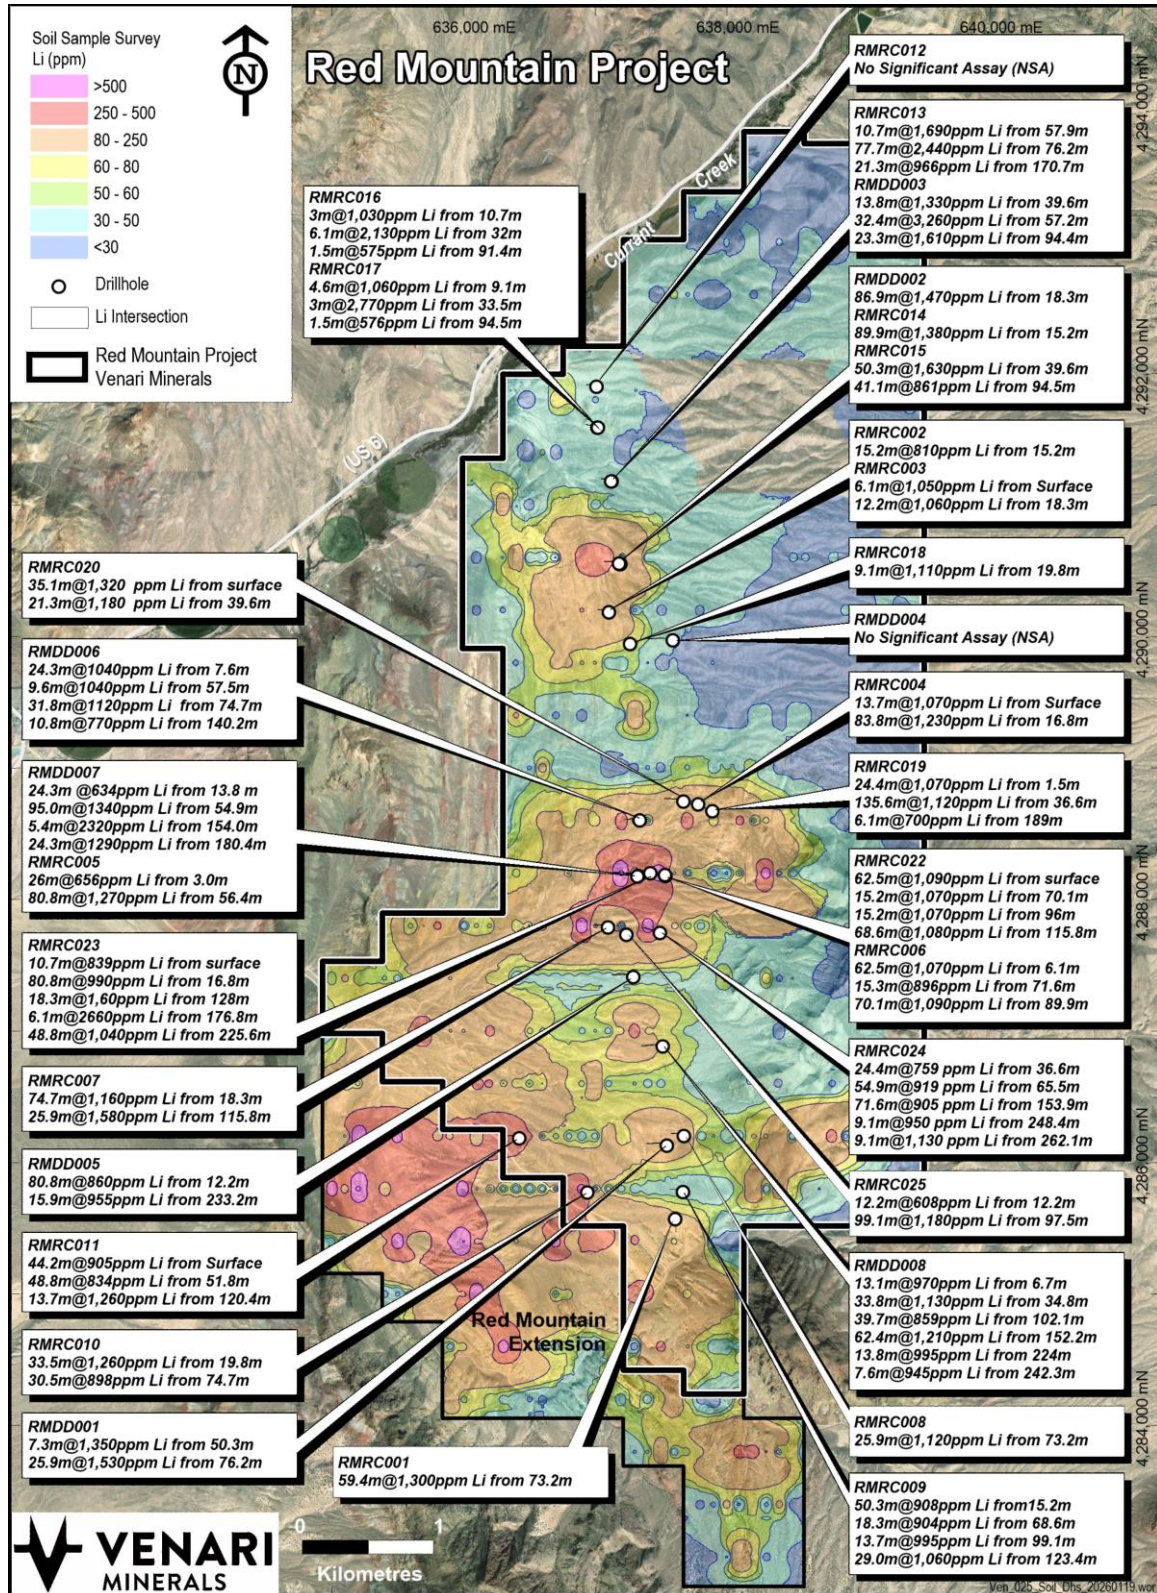 636,000 mE
638,000 mE
640,000 mE
Soil Sample Survey
Li (ppm)
>500
250 - 500
80 - 250
60 - 80
50 - 60
30 - 50
<30
Drillhole
Li Intersection
Red Mountain Project
Venari Minerals
N
Red Mountain Project
RMRC012
No Significant Assay (NSA)
4,294,000 mN
RMRC013
10.7m@1,690ppm Li from 57.9m
77.7m@2,440ppm Li from 76.2m
21.3m@966ppm Li from 170.7m
RMDD003
13.8m@1,330ppm Li from 39.6m
32.4m@3,260ppm Li from 57.2m
23.3m@1,610ppm Li from 94.4m
RMRC016
3m@1,030ppm Li from 10.7m
6.1m@2,130ppm Li from 32m
1.5m@575ppm Li from 91.4m
RMRC017
4.6m@1,060ppm Li from 9.1m
3m@2,770ppm Li from 33.5m
1.5m@576ppm Li from 94.5m
Currant
Creek
(US 6)
RMDD002
86.9m@1,470ppm Li from 18.3m
RMRC014
89.9m@1,380ppm Li from 15.2m
RMRC015
50.3m@1,630ppm Li from 39.6m
41.1m@861ppm Li from 94.5m
4,292,000 mN
RMRC002
15.2m@810ppm Li from 15.2m
RMRC003
6.1m@1,050ppm Li from Surface
12.2m@1,060ppm Li from 18.3m
RMRC018
9.1m@1,110ppm Li from 19.8m
RMDD004
No Significant Assay (NSA)
4,290,000 mN
RMRC004
13.7m@1,070ppm Li from Surface
83.8m@1,230ppm Li from 16.8m
RMRC019
24.4m@1,070ppm Li from 1.5m
135.6m@1,120ppm Li from 36.6m
6.1m@700ppm Li from 189m
RMRC022
62.5m@1,090ppm Li from surface
15.2m@1,070ppm Li from 70.1m
15.2m@1,070ppm Li from 96m
68.6m@1,080ppm Li from 115.8m
RMRC006
62.5m@1,070ppm Li from 6.1m
15.3m@896ppm Li from 71.6m
70.1m@1,090ppm Li from 89.9m
4,288,000 mN
RMRC024
24.4m@759 ppm Li from 36.6m
54.9m@919 ppm Li from 65.5m
71.6m@905 ppm Li from 153.9m
9.1m@950 ppm Li from 248.4m
9.1m@1,130 ppm Li from 262.1m
RMRC025
12.2m@608ppm Li from 12.2m
99.1m@1,180ppm Li from 97.5m
4,286,000 mN
RMDD008
13.1m@970ppm Li from 6.7m
33.8m@1,130ppm Li from 34.8m
39.7m@859ppm Li from 102.1m
62.4m@1,210ppm Li from 152.2m
13.8m@995ppm Li from 224m
7.6m@945ppm Li from 242.3m
RMRC008
25.9m@1,120ppm Li from 73.2m
4,284,000 mN
RMRC009
50.3m@908ppm Li from15.2m
18.3m@904ppm Li from 68.6m
13.7m@995ppm Li from 99.1m
29.0m@1,060ppm Li from 123.4m
RMRC020
35.1m@1,320 ppm Li from surface
21.3m@1,180 ppm Li from 39.6m
RMDD006
24.3m@1040ppm Li from 7.6m
9.6m@1040ppm Li from 57.5m
31.8m@1120ppm Li from 74.7m
10.8m@770ppm Li from 140.2m
RMDD007
24.3m @634ppm Li from 13.8 m
95.0m@1340ppm Li from 54.9m
5.4m@2320ppm Li from 154.0m
24.3m@1290ppm Li from 180.4m
RMRC005
26m@656ppm Li from 3.0m
80.8m@1,270ppm Li from 56.4m
RMRC023
10.7m@839ppm Li from surface
80.8m@990ppm Li from 16.8m
18.3m@1,60ppm Li from 128m
6.1m@2660ppm Li from 176.8m
48.8m@1,040ppm Li from 225.6m
RMRC007
74.7m@1,160ppm Li from 18.3m
25.9m@1,580ppm Li from 115.8m
RMDD005
80.8m@860ppm Li from 12.2m
15.9m@955ppm Li from 233.2m
RMRC011
44.2m@905ppm Li from Surface
48.8m@834ppm Li from 51.8m
13.7m@1,260ppm Li from 120.4m
RMRC010
33.5m@1,260ppm Li from 19.8m
30.5m@898ppm Li from 74.7m
RMDD001
7.3m@1,350ppm Li from 50.3m
25.9m@1,530ppm Li from 76.2m
Red Mountain
Extension
RMRC001
59.4m@1,300ppm Li from 73.2m
0 1
Kilometres
VENARI
MINERALS
Ven_025_Soil_Dhs_20260119.wor